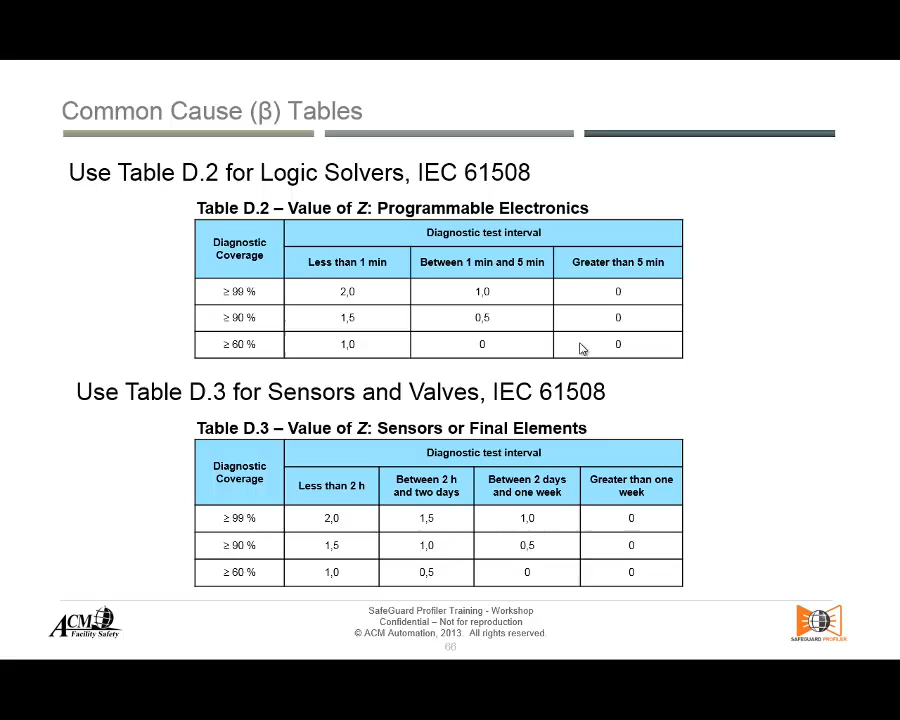 Common Cause (β) Tables
Use Table D.2 for Logic Solvers, IEC 61508
Table D.2 – Value of Z: Programmable Electronics
Diagnostic Coverage
Diagnostic test interval
Less than 1 min
Between 1 min and 5 min
Greater than 5 min
≥ 99 % 2,0 1,0 0
≥ 90 % 1,5 0,5 0
≥ 60 % 1,0 0 0
Use Table D.3 for Sensors and Valves, IEC 61508
Table D.3 – Value of Z: Sensors or Final Elements
Diagnostic Coverage
Diagnostic test interval
Less than 2 h
Between 2 h and two days
Between 2 days and one week
Greater than one week
≥ 99 % 2,0 1,5 1,0 0
≥ 90 % 1,5 1,0 0,5 0
≥ 60 % 1,0 0,5 0 0
ACM
Facility Safety
SafeGuard Profiler Training - Workshop
Confidential – Not for reproduction
© ACM Automation, 2013. All rights reserved.
66
SAFEGUARD PROFILER